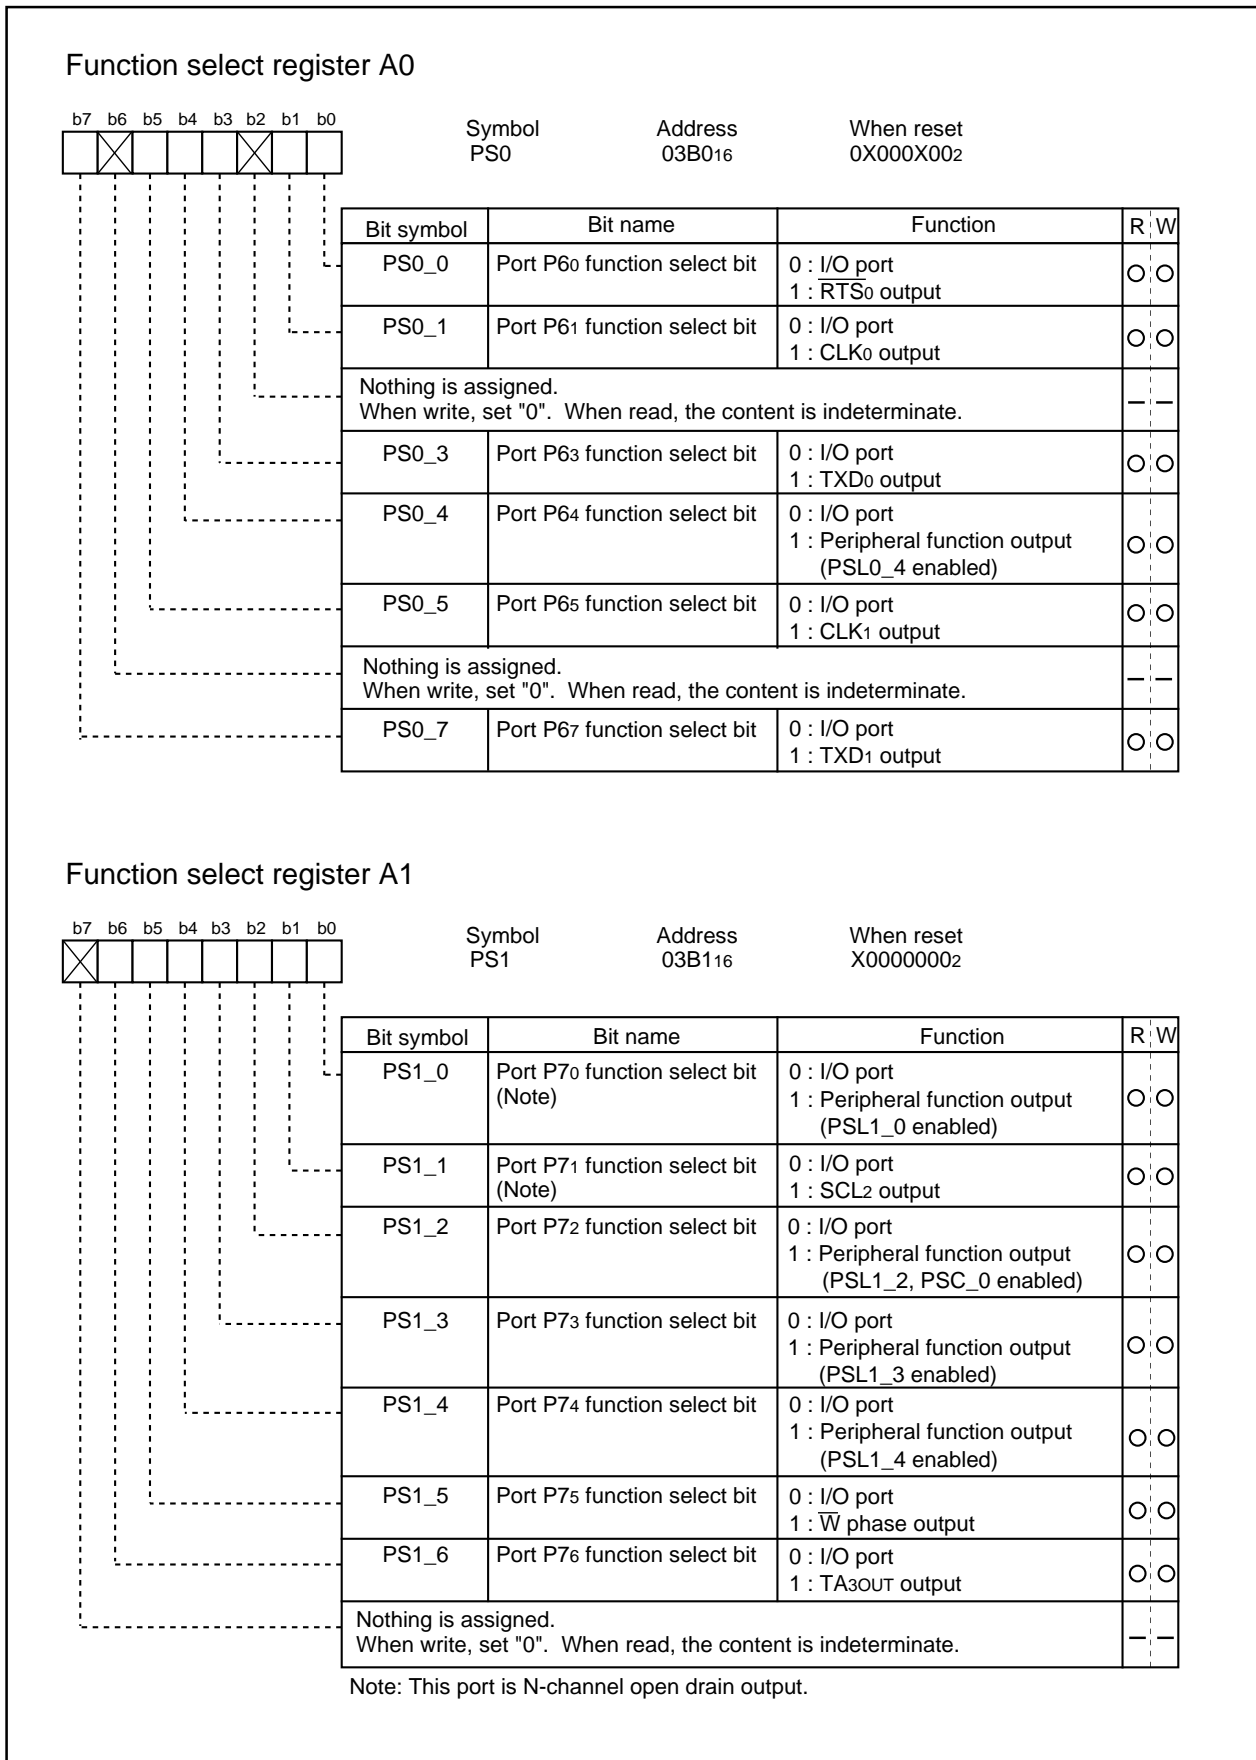 Function select register A0
b7 b6 b5 b4 b3 b2 b1 b0
Symbol Address When reset
PS0 03B016 0X000X002
Bit symbol Bit name Function R W
PS0_0 Port P60 function select bit 0 : I/O port
1 : RTS0 output
PS0_1 Port P61 function select bit 0 : I/O port
1 : CLK0 output
Nothing is assigned.
When write, set "0". When read, the content is indeterminate.
PS0_3 Port P63 function select bit 0 : I/O port
1 : TXD0 output
PS0_4 Port P64 function select bit 0 : I/O port
1 : Peripheral function output
(PSL0_4 enabled)
PS0_5 Port P65 function select bit 0 : I/O port
1 : CLK1 output
Nothing is assigned.
When write, set "0". When read, the content is indeterminate.
PS0_7 Port P67 function select bit 0 : I/O port
1 : TXD1 output
Function select register A1
b7 b6 b5 b4 b3 b2 b1 b0
Symbol Address When reset
PS1 03B116 X00000002
Bit symbol Bit name Function R W
PS1_0 Port P70 function select bit 0 : I/O port
(Note) 1 : Peripheral function output
(PSL1_0 enabled)
PS1_1 Port P71 function select bit 0 : I/O port
(Note) 1 : SCL2 output
PS1_2 Port P72 function select bit 0 : I/O port
1 : Peripheral function output
(PSL1_2, PSC_0 enabled)
PS1_3 Port P73 function select bit 0 : I/O port
1 : Peripheral function output
(PSL1_3 enabled)
PS1_4 Port P74 function select bit 0 : I/O port
1 : Peripheral function output
(PSL1_4 enabled)
PS1_5 Port P75 function select bit 0 : I/O port
1 : W phase output
PS1_6 Port P76 function select bit 0 : I/O port
1 : TA3OUT output
Nothing is assigned.
When write, set "0". When read, the content is indeterminate.
Note: This port is N-channel open drain output.